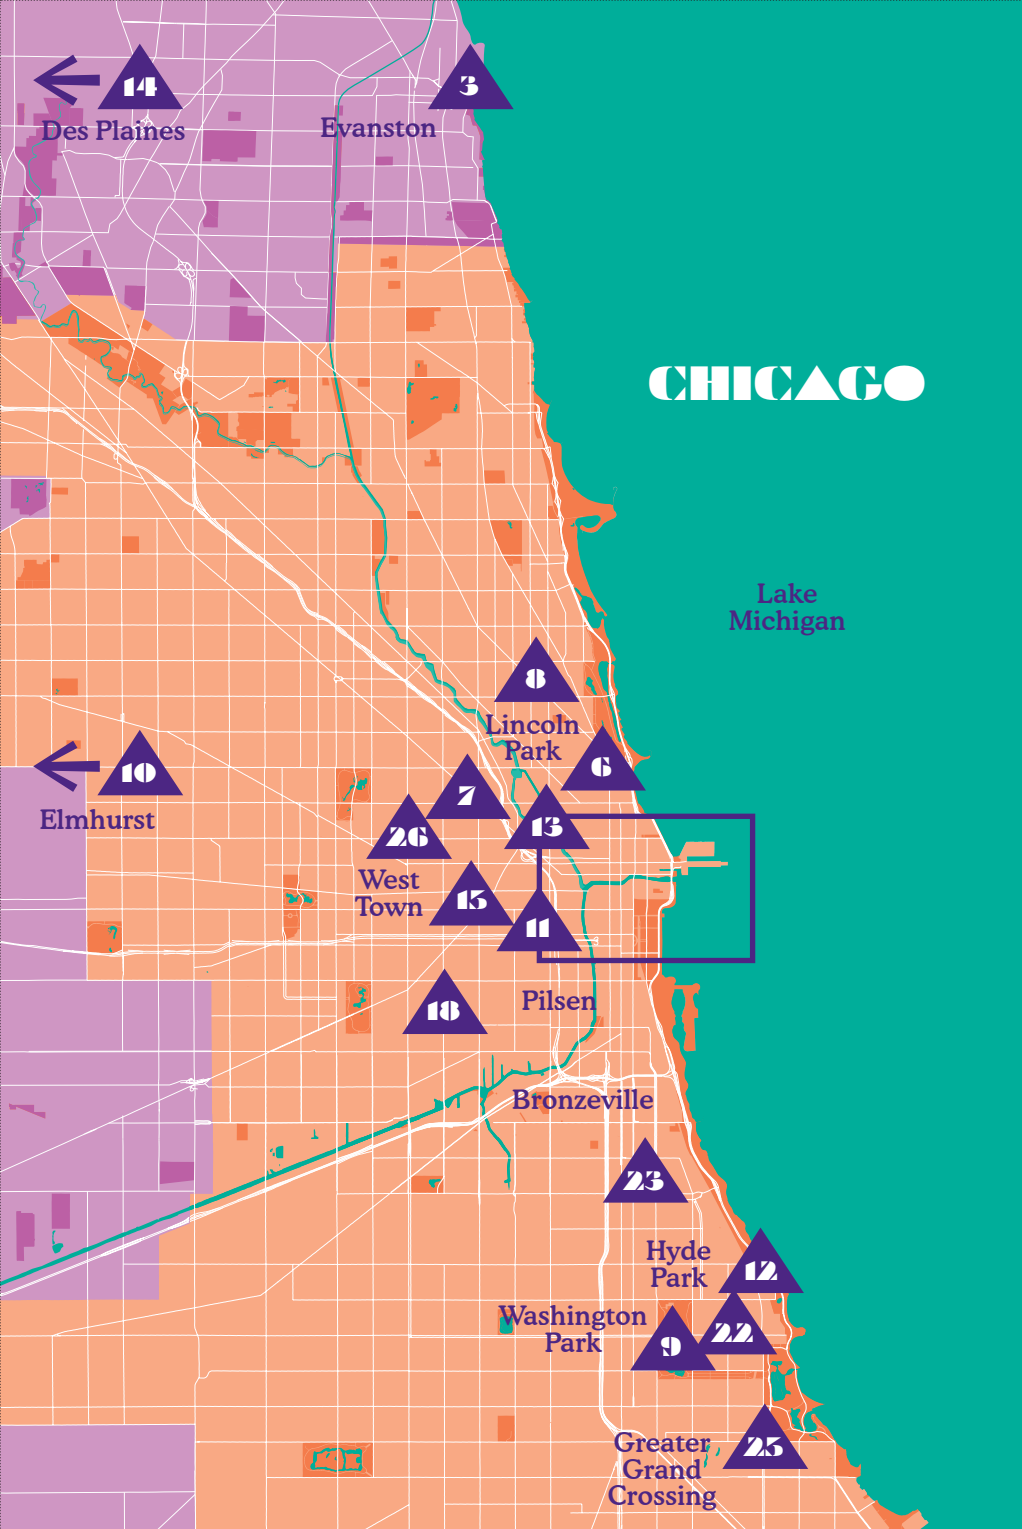 14
3
Des Plaines
Evanston
CHICAGO
Lake
Michigan
8
Lincoln
Park
6
10
Elmhurst
7
13
26
West
Town
15
11
18
Pilsen
Bronzeville
23
Hyde
Park
12
Washington
Park
22
9
25
Greater
Grand
Crossing